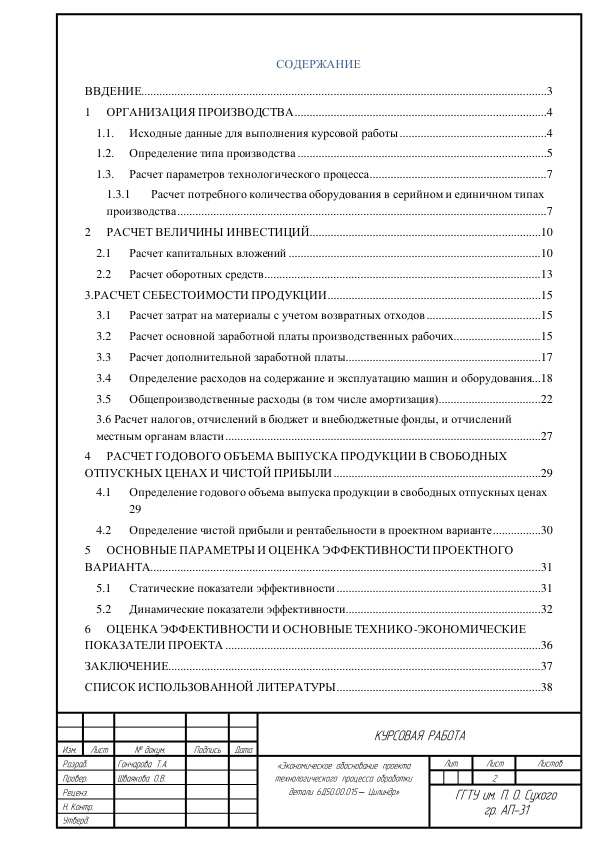 СОДЕРЖАНИЕ
ВВДЕНИЕ.....3
1 ОРГАНИЗАЦИЯ ПРОИЗВОДСТВА.....4
1.1. Исходные данные для выполнения курсовой работы.....4
1.2. Определение типа производства.....5
1.3. Расчет параметров технологического процесса.....7
1.3.1 Расчет потребного количества оборудования в серийном и единичном типах
производства.....7
2 РАСЧЕТ ВЕЛИЧИНЫ ИНВЕСТИЦИЙ.....10
2.1 Расчет капитальных вложений.....10
2.2 Расчет оборотных средств.....13
3.РАСЧЕТ СЕБЕСТОИМОСТИ ПРОДУКЦИИ.....15
3.1 Расчет затрат на материалы с учетом возвратных отходов.....15
3.2 Расчет основной заработной платы производственных рабочих.....15
3.3 Расчет дополнительной заработной платы.....17
3.4 Определение расходов на содержание и эксплуатацию машин и оборудования...18
3.5 Общепроизводственные расходы (в том числе амортизация).....22
3.6 Расчет налогов, отчислений в бюджет и внебюджетные фонды, и отчислений
местным органам власти.....27
4 РАСЧЕТ ГОДОВОГО ОБЪЕМА ВЫПУСКА ПРОДУКЦИИ В СВОБОДНЫХ
ОТПУСКНЫХ ЦЕНАХ И ЧИСТОЙ ПРИБЫЛИ.....29
4.1 Определение годового объема выпуска продукции в свободных отпускных ценах
29
4.2 Определение чистой прибыли и рентабельности в проектном варианте.....30
5 ОСНОВНЫЕ ПАРАМЕТРЫ И ОЦЕНКА ЭФФЕКТИВНОСТИ ПРОЕКТНОГО
ВАРИАНТА.....31
5.1 Статические показатели эффективности.....31
5.2 Динамические показатели эффективности.....32
6 ОЦЕНКА ЭФФЕКТИВНОСТИ И ОСНОВНЫЕ ТЕХНИКО-ЭКОНОМИЧЕСКИЕ
ПОКАЗАТЕЛИ ПРОЕКТА.....36
ЗАКЛЮЧЕНИЕ.....37
СПИСОК ИСПОЛЬЗОВАННОЙ ЛИТЕРАТУРЫ.....38
КУРСОВАЯ РАБОТА
Изм. Лист № докум. Подпись Дата
Разраб. Гончарова Т.А.
Провер. Шваякова О.В.
Реценз.
Н. Контр.
Утверд.
«Экономическое обоснование проекта
технологического процесса обработки
детали 6Д50.00.015 – Цилиндр»
Лит. Лист Листов
2
ГГТУ им. П. О. Сухого
гр. АП-31